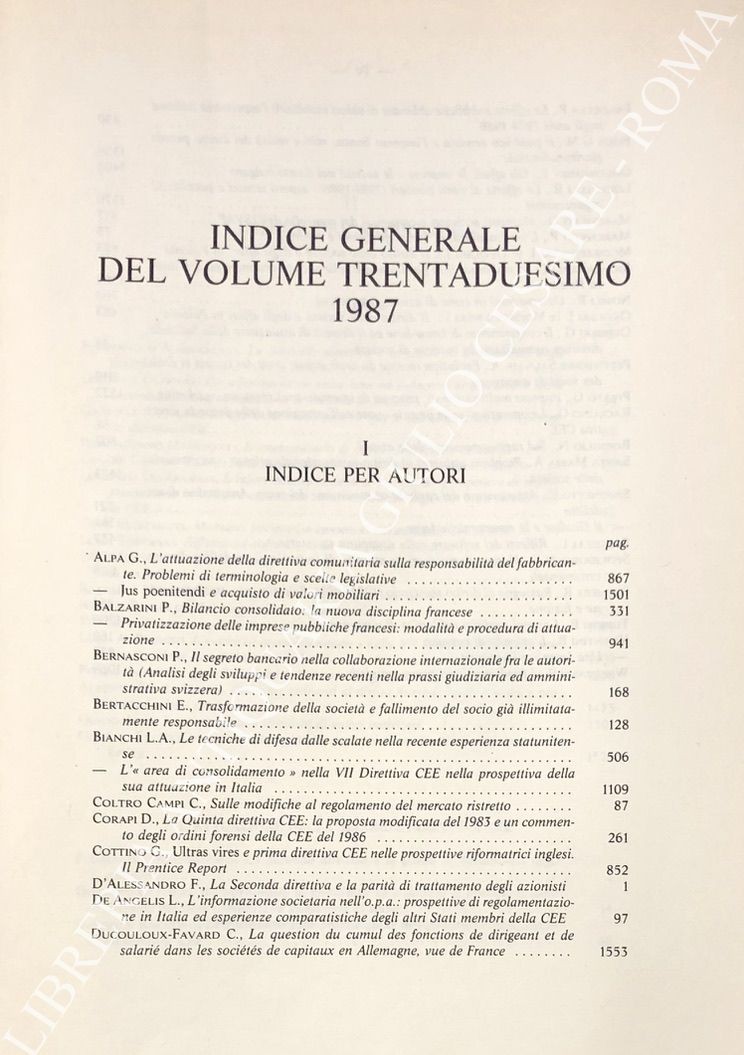 INDICE GENERALE
DEL VOLUME TRENTADUESIMO
1987
I
INDICE PER AUTORI
pag.
ALPA G., L'attuazione della direttiva comunitaria sulla responsabilità del fabbrican-
te. Problemi di terminologia e scelte legislative ........................ 867
— Jus poenitendi e acquisto di valori mobiliari ........................... 1501
BALZARINI P., Bilancio consolidato: la nuova disciplina francese ............. 331
— Privatizzazione delle imprese pubbliche francesi: modalità e procedura di attua-
zione ........................................................... 941
BERNASCONI P., Il segreto bancario nella collaborazione internazionale fra le autori-
tà (Analisi degli sviluppi e tendenze recenti nella prassi giudiziaria ed ammini-
strativa svizzera) ................................................. 168
BERTACCHINI E., Trasformazione della società e fallimento del socio già illimitata-
mente responsabile ............................................... 128
BIANCHI L.A., Le tecniche di difesa dalle scalate nella recente esperienza statuniten-
se .............................................................. 506
— L'« area di consolidamento » nella VII Direttiva CEE nella prospettiva della
sua attuazione in Italia ........................................... 1109
COLTRO CAMPI C., Sulle modifiche al regolamento del mercato ristretto ........ 87
CORAPI D., La Quinta direttiva CEE: la proposta modificata del 1983 e un commen-
to degli ordini forensi della CEE del 1986 ............................ 261
COTTINO G., Ultras vires e prima direttiva CEE nelle prospettive riformatrici inglesi.
Il Prentice Report ................................................ 852
D'ALESSANDRO F., La Seconda direttiva e la parità di trattamento degli azionisti 1
DE ANGELIS L., L'informazione societaria nell'o.p.a.: prospettive di regolamentazio-
ne in Italia ed esperienze comparatistiche degli altri Stati membri della CEE 97
DUCOULOUX-FAVARD C., La question du cumul des fonctions de dirigeant et de
salarié dans les sociétés de capitaux en Allemagne, vue de France ........ 1553
LIBRERIA ANTIQUARIA GIULIO CESARE - ROMA